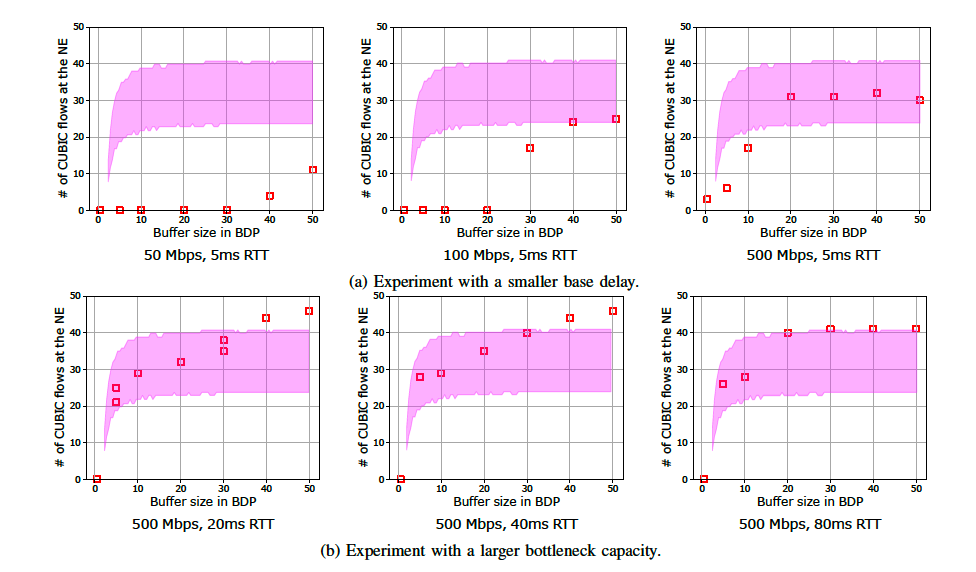 50
40
30
20
10
0
# of CUBIC flows at the NE
0 10 20 30 40 50
Buffer size in BDP
50 Mbps, 5ms RTT
50
40
30
20
10
0
# of CUBIC flows at the NE
0 10 20 30 40 50
Buffer size in BDP
100 Mbps, 5ms RTT
50
40
30
20
10
0
# of CUBIC flows at the NE
0 10 20 30 40 50
Buffer size in BDP
500 Mbps, 5ms RTT
(a) Experiment with a smaller base delay.
50
40
30
20
10
0
# of CUBIC flows at the NE
0 10 20 30 40 50
Buffer size in BDP
500 Mbps, 20ms RTT
50
40
30
20
10
0
# of CUBIC flows at the NE
0 10 20 30 40 50
Buffer size in BDP
500 Mbps, 40ms RTT
50
40
30
20
10
0
# of CUBIC flows at the NE
0 10 20 30 40 50
Buffer size in BDP
500 Mbps, 80ms RTT
(b) Experiment with a larger bottleneck capacity.